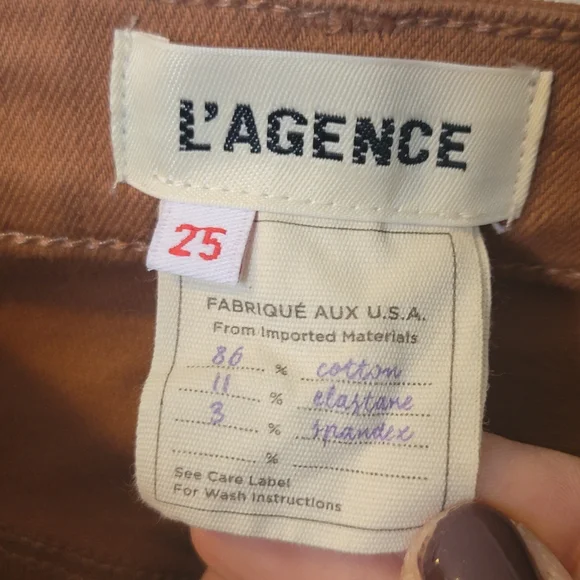 L'AGENCE
25
FABRIQUÉ AUX U.S.A.
From Imported Materials
86 % cotton
11 % elastane
3 % spandex
%
See Care Label
For Wash Instructions